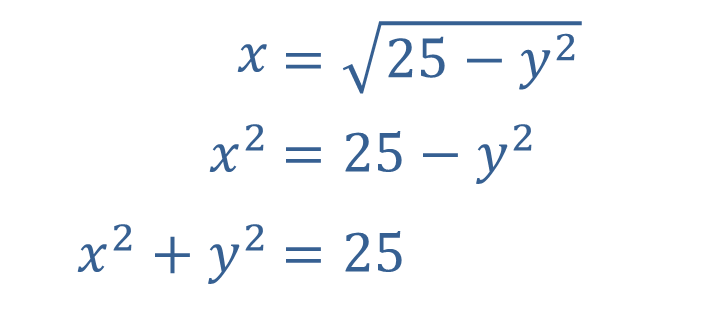 x = √(25 − y²)
x² = 25 − y²
x² + y² = 25